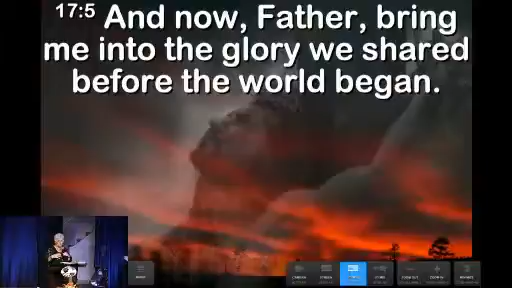 17:5 And now, Father, bring
me into the glory we shared
before the world began.